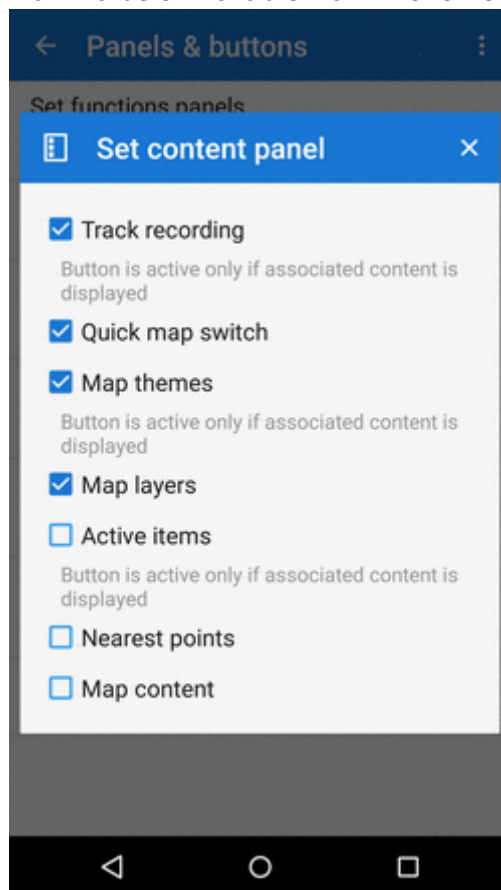 Panels & buttons
Set functions panels
Set content panel
Track recording
Button is active only if associated content is
displayed
Quick map switch
Map themes
Button is active only if associated content is
displayed
Map layers
Active items
Button is active only if associated content is
displayed
Nearest points
Map content